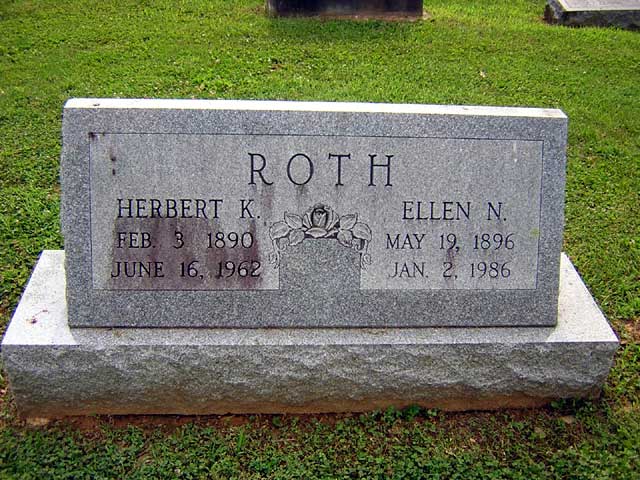 ROTH
HERBERT K.
FEB. 3 1890
JUNE 16, 1962
ELLEN N.
MAY 19, 1896
JAN. 2, 1986